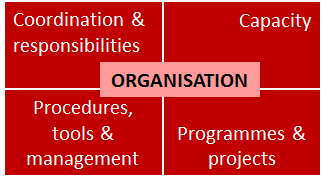 Coordination &
responsibilities
Capacity
ORGANISATION
Procedures,
tools &
management
Programmes &
projects